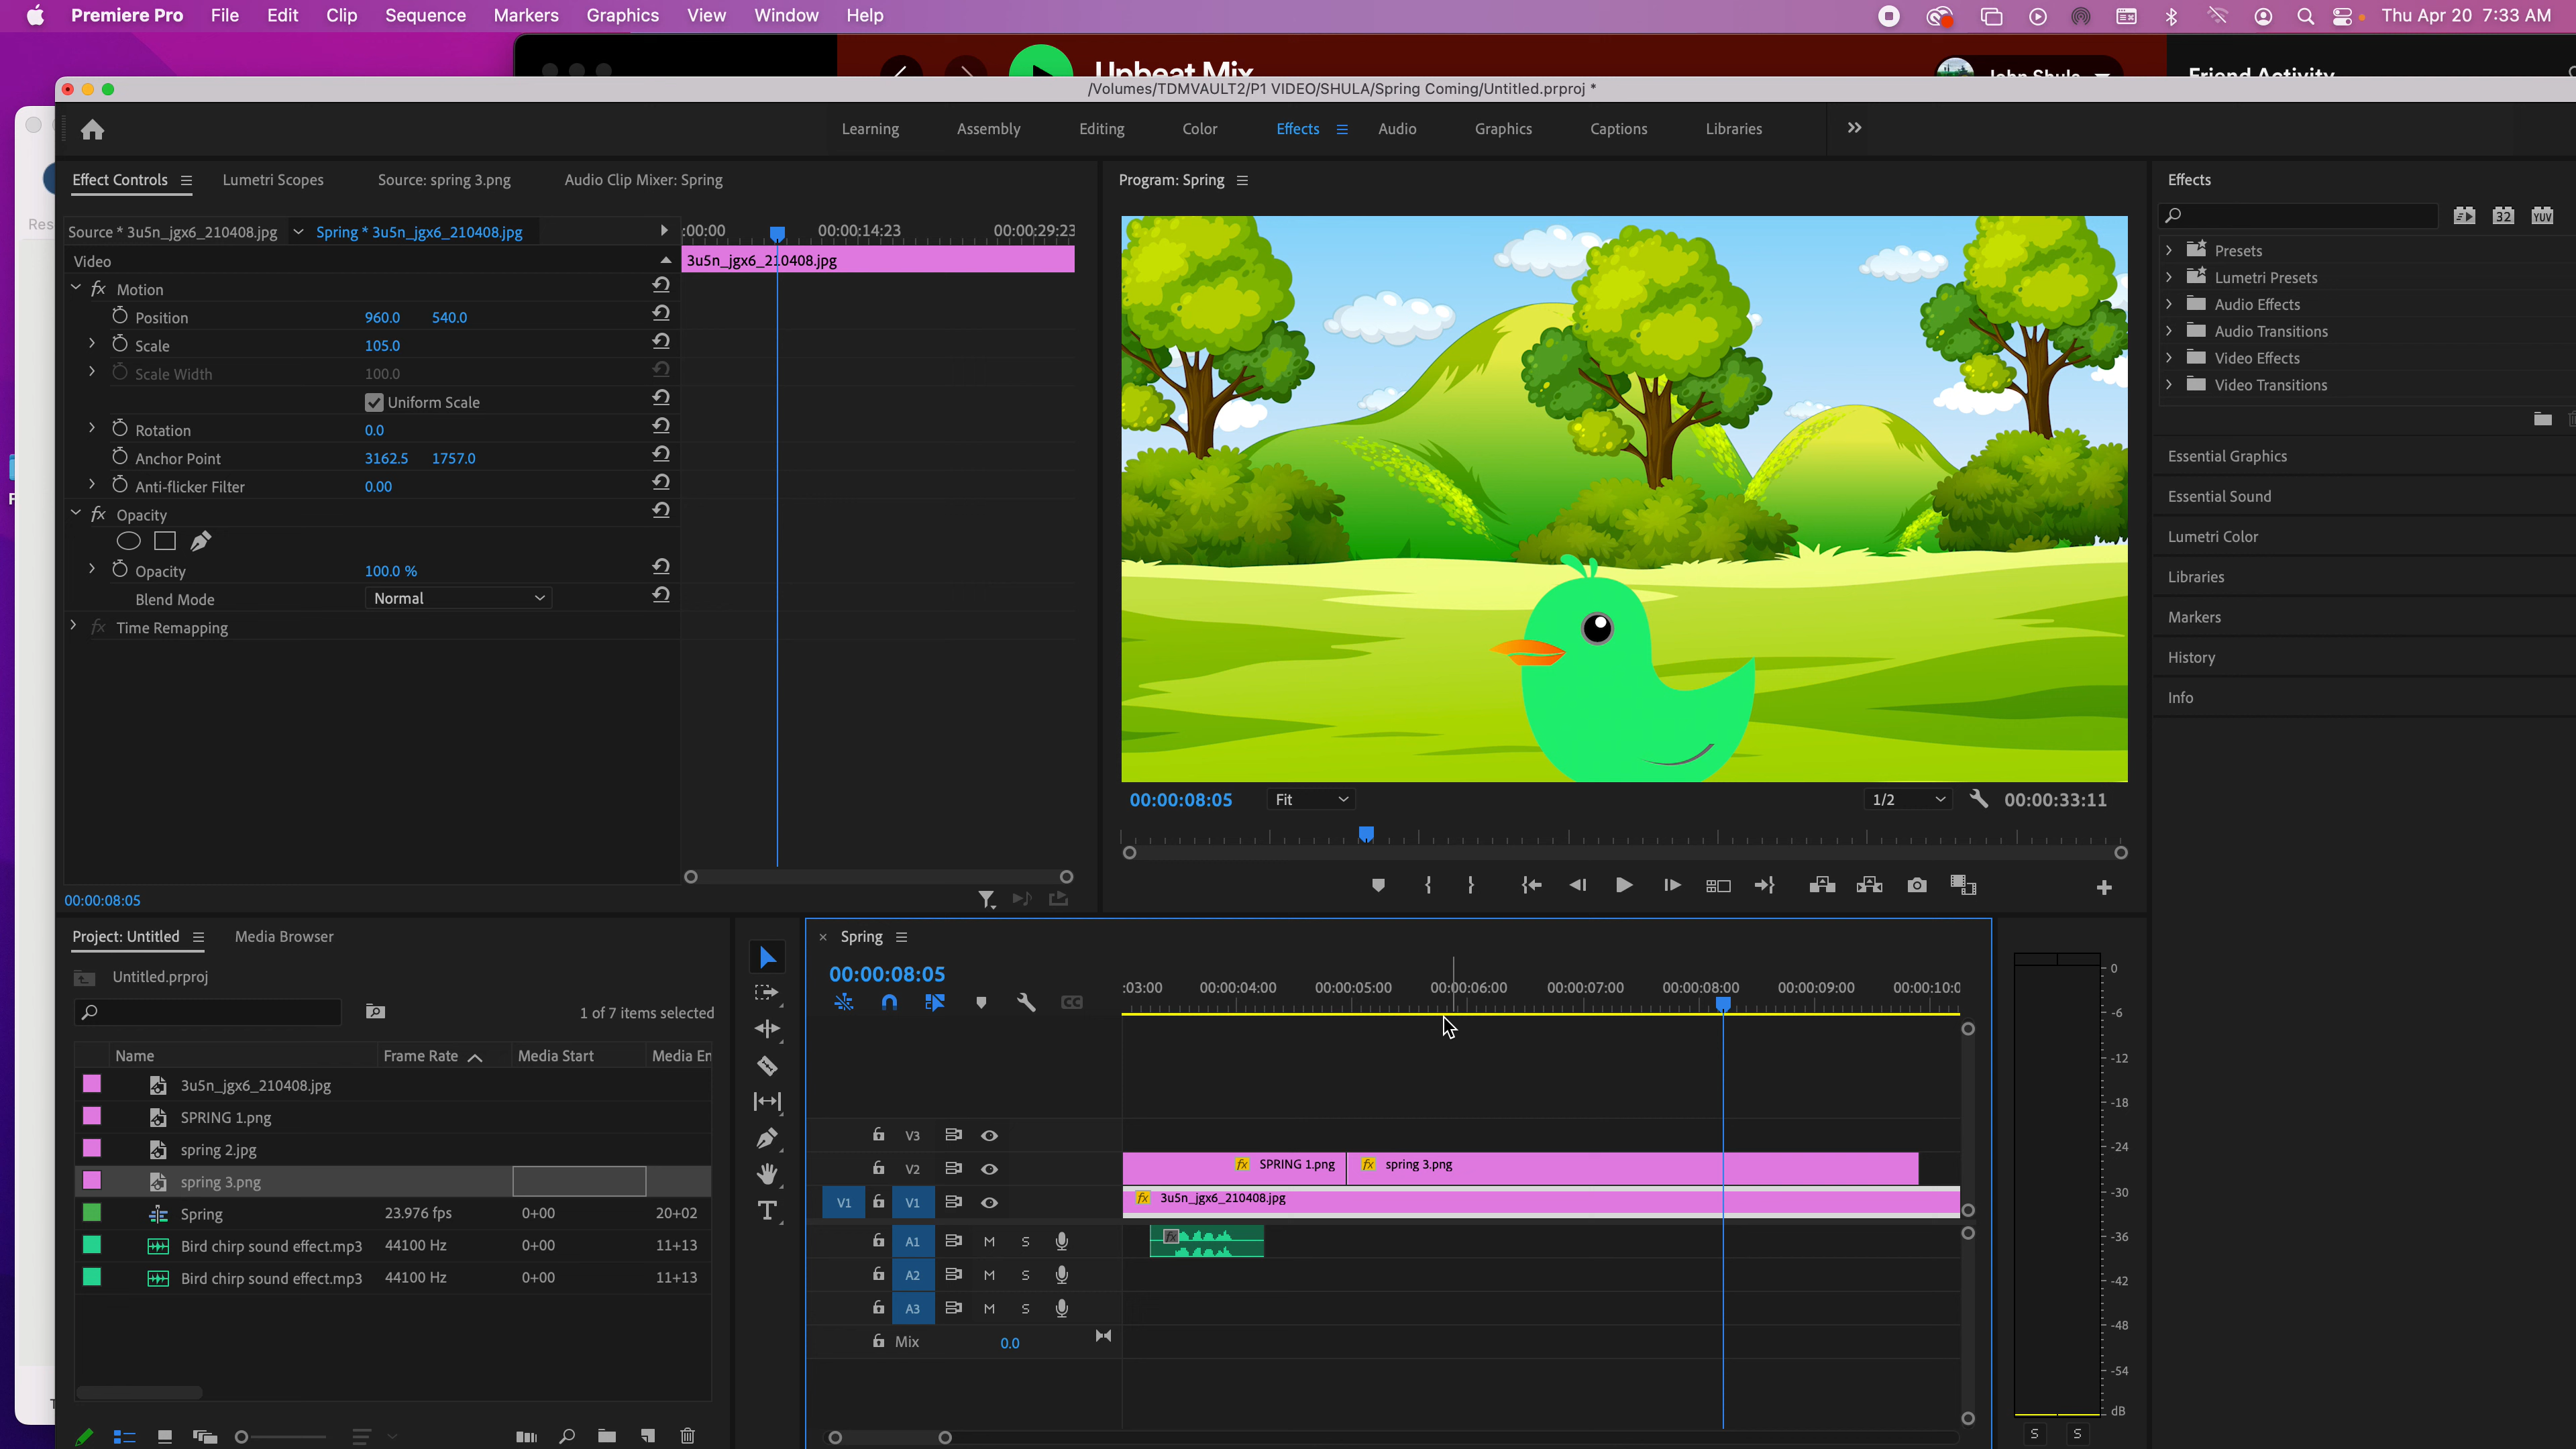 Premiere Pro File Edit Clip Sequence Markers Graphics View Window Help Thu Apr 20 7:33 AM
Upbeat Mix John Shula Friend Activity
/Volumes/TDMVAULT2/P1 VIDEO/SHULA/Spring Coming/Untitled.prproj *
Learning Assembly Editing Color Effects Audio Graphics Captions Libraries
Effect Controls Lumetri Scopes Source: spring 3.png Audio Clip Mixer: Spring
Res
Source * 3u5n_jgx6_210408.jpg Spring * 3u5n_jgx6_210408.jpg :00:00 00:00:14:23 00:00:29:23
Video 3u5n_jgx6_210408.jpg
fx Motion
Position 960.0 540.0
Scale 105.0
Scale Width 100.0
Uniform Scale
Rotation 0.0
Anchor Point 3162.5 1757.0
Anti-flicker Filter 0.00
fx Opacity
Opacity 100.0 %
Blend Mode Normal
fx Time Remapping
00:00:08:05
Program: Spring
00:00:08:05 Fit 1/2 00:00:33:11
Effects
32 YUV
Presets
Lumetri Presets
Audio Effects
Audio Transitions
Video Effects
Video Transitions
Essential Graphics
Essential Sound
Lumetri Color
Libraries
Markers
History
Info
Project: Untitled Media Browser
Untitled.prproj
1 of 7 items selected
Name Frame Rate Media Start Media En
3u5n_jgx6_210408.jpg
SPRING 1.png
spring 2.jpg
spring 3.png
Spring 23.976 fps 0+00 20+02
Bird chirp sound effect.mp3 44100 Hz 0+00 11+13
Bird chirp sound effect.mp3 44100 Hz 0+00 11+13
× Spring
00:00:08:05
CC
:03:00 00:00:04:00 00:00:05:00 00:00:06:00 00:00:07:00 00:00:08:00 00:00:09:00 00:00:10:0
V3
V2 fx SPRING 1.png fx spring 3.png
V1 V1 fx 3u5n_jgx6_210408.jpg
A1 M S fx
A2 M S
A3 M S
Mix 0.0
T
0
-6
-12
-18
-24
-30
-36
-42
-48
-54
dB
S S